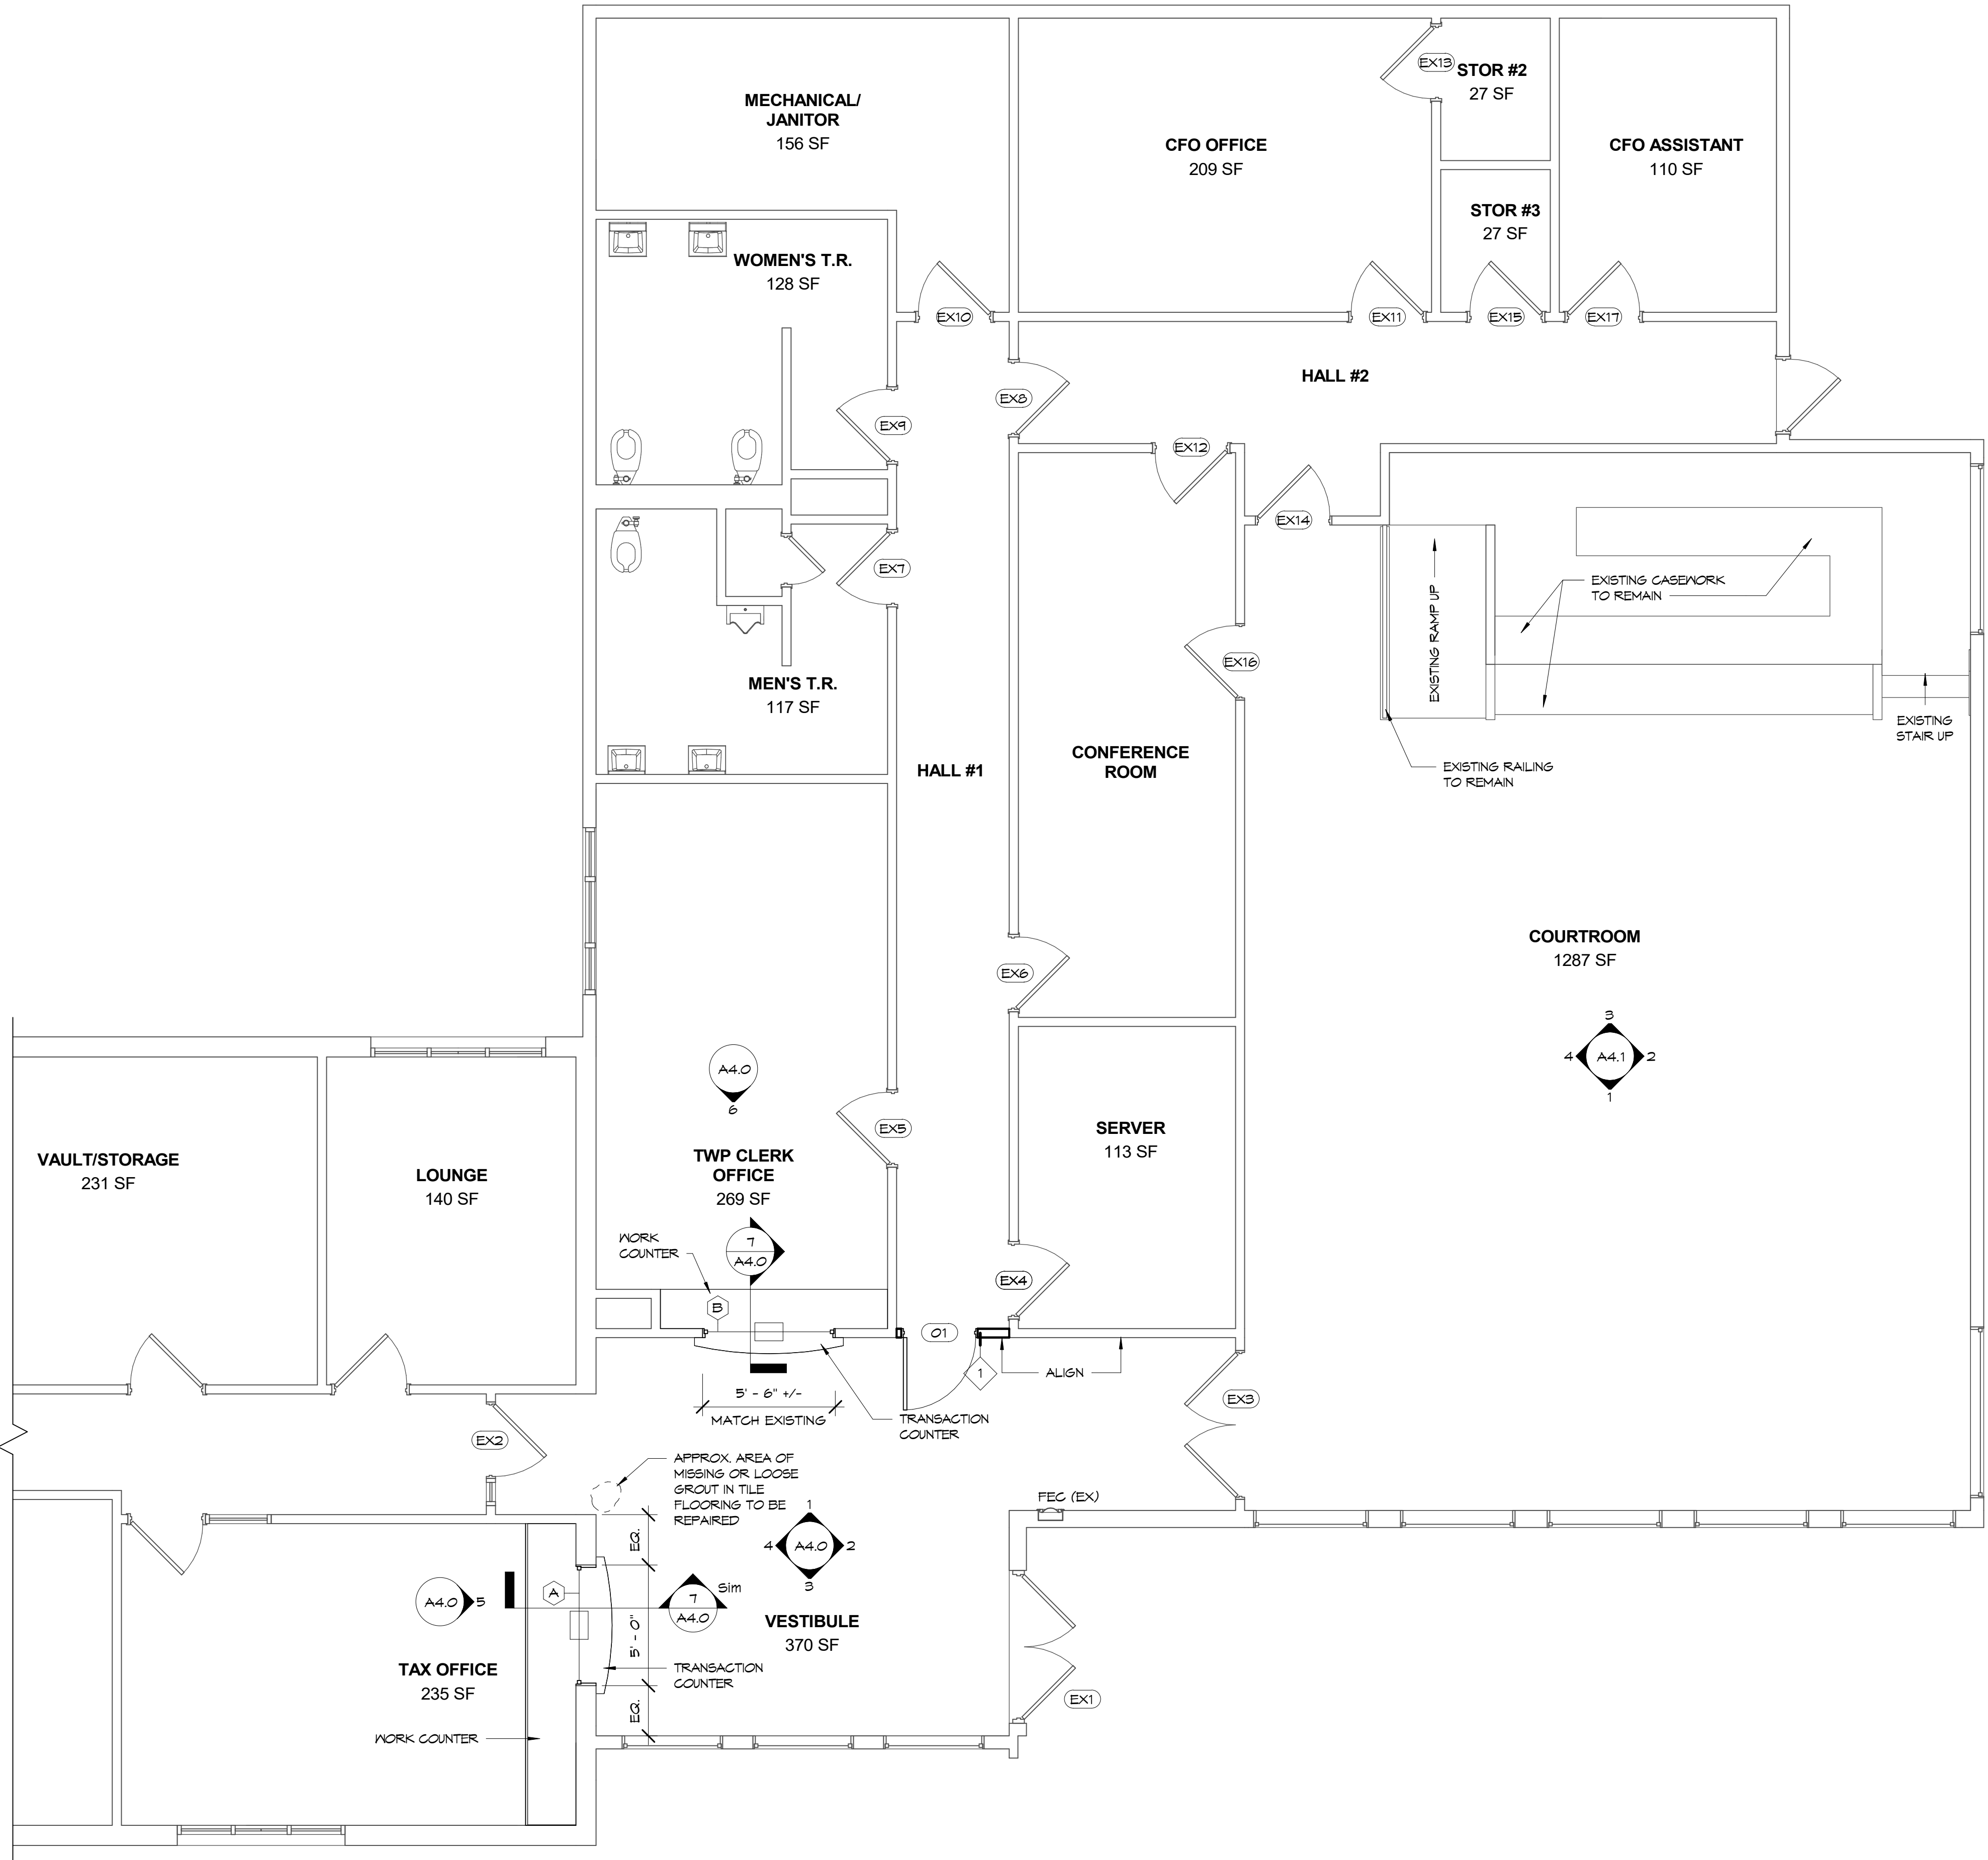 MECHANICAL/
JANITOR
156 SF
CFO OFFICE
209 SF
EX13
STOR #2
27 SF
CFO ASSISTANT
110 SF
STOR #3
27 SF
WOMEN'S T.R.
128 SF
EX10
EX11
EX15
EX17
HALL #2
EX8
EX9
EX12
EX14
EX7
EXISTING RAMP UP
EXISTING CASEWORK
TO REMAIN
EX16
MEN'S T.R.
117 SF
EXISTING
STAIR UP
CONFERENCE
ROOM
HALL #1
EXISTING RAILING
TO REMAIN
COURTROOM
1287 SF
EX6
3
4
A4.1
2
1
A4.0
6
EX5
SERVER
113 SF
VAULT/STORAGE
231 SF
LOUNGE
140 SF
TWP CLERK
OFFICE
269 SF
WORK
COUNTER
7
A4.0
EX4
B
01
1
ALIGN
5' - 6" +/-
MATCH EXISTING
TRANSACTION
COUNTER
EX3
EX2
APPROX. AREA OF
MISSING OR LOOSE
GROUT IN TILE
FLOORING TO BE
REPAIRED
FEC (EX)
EQ.
1
4
A4.0
2
3
A4.0
5
A
7
A4.0
Sim
5' - 0"
VESTIBULE
370 SF
TAX OFFICE
235 SF
TRANSACTION
COUNTER
EX1
EQ.
WORK COUNTER